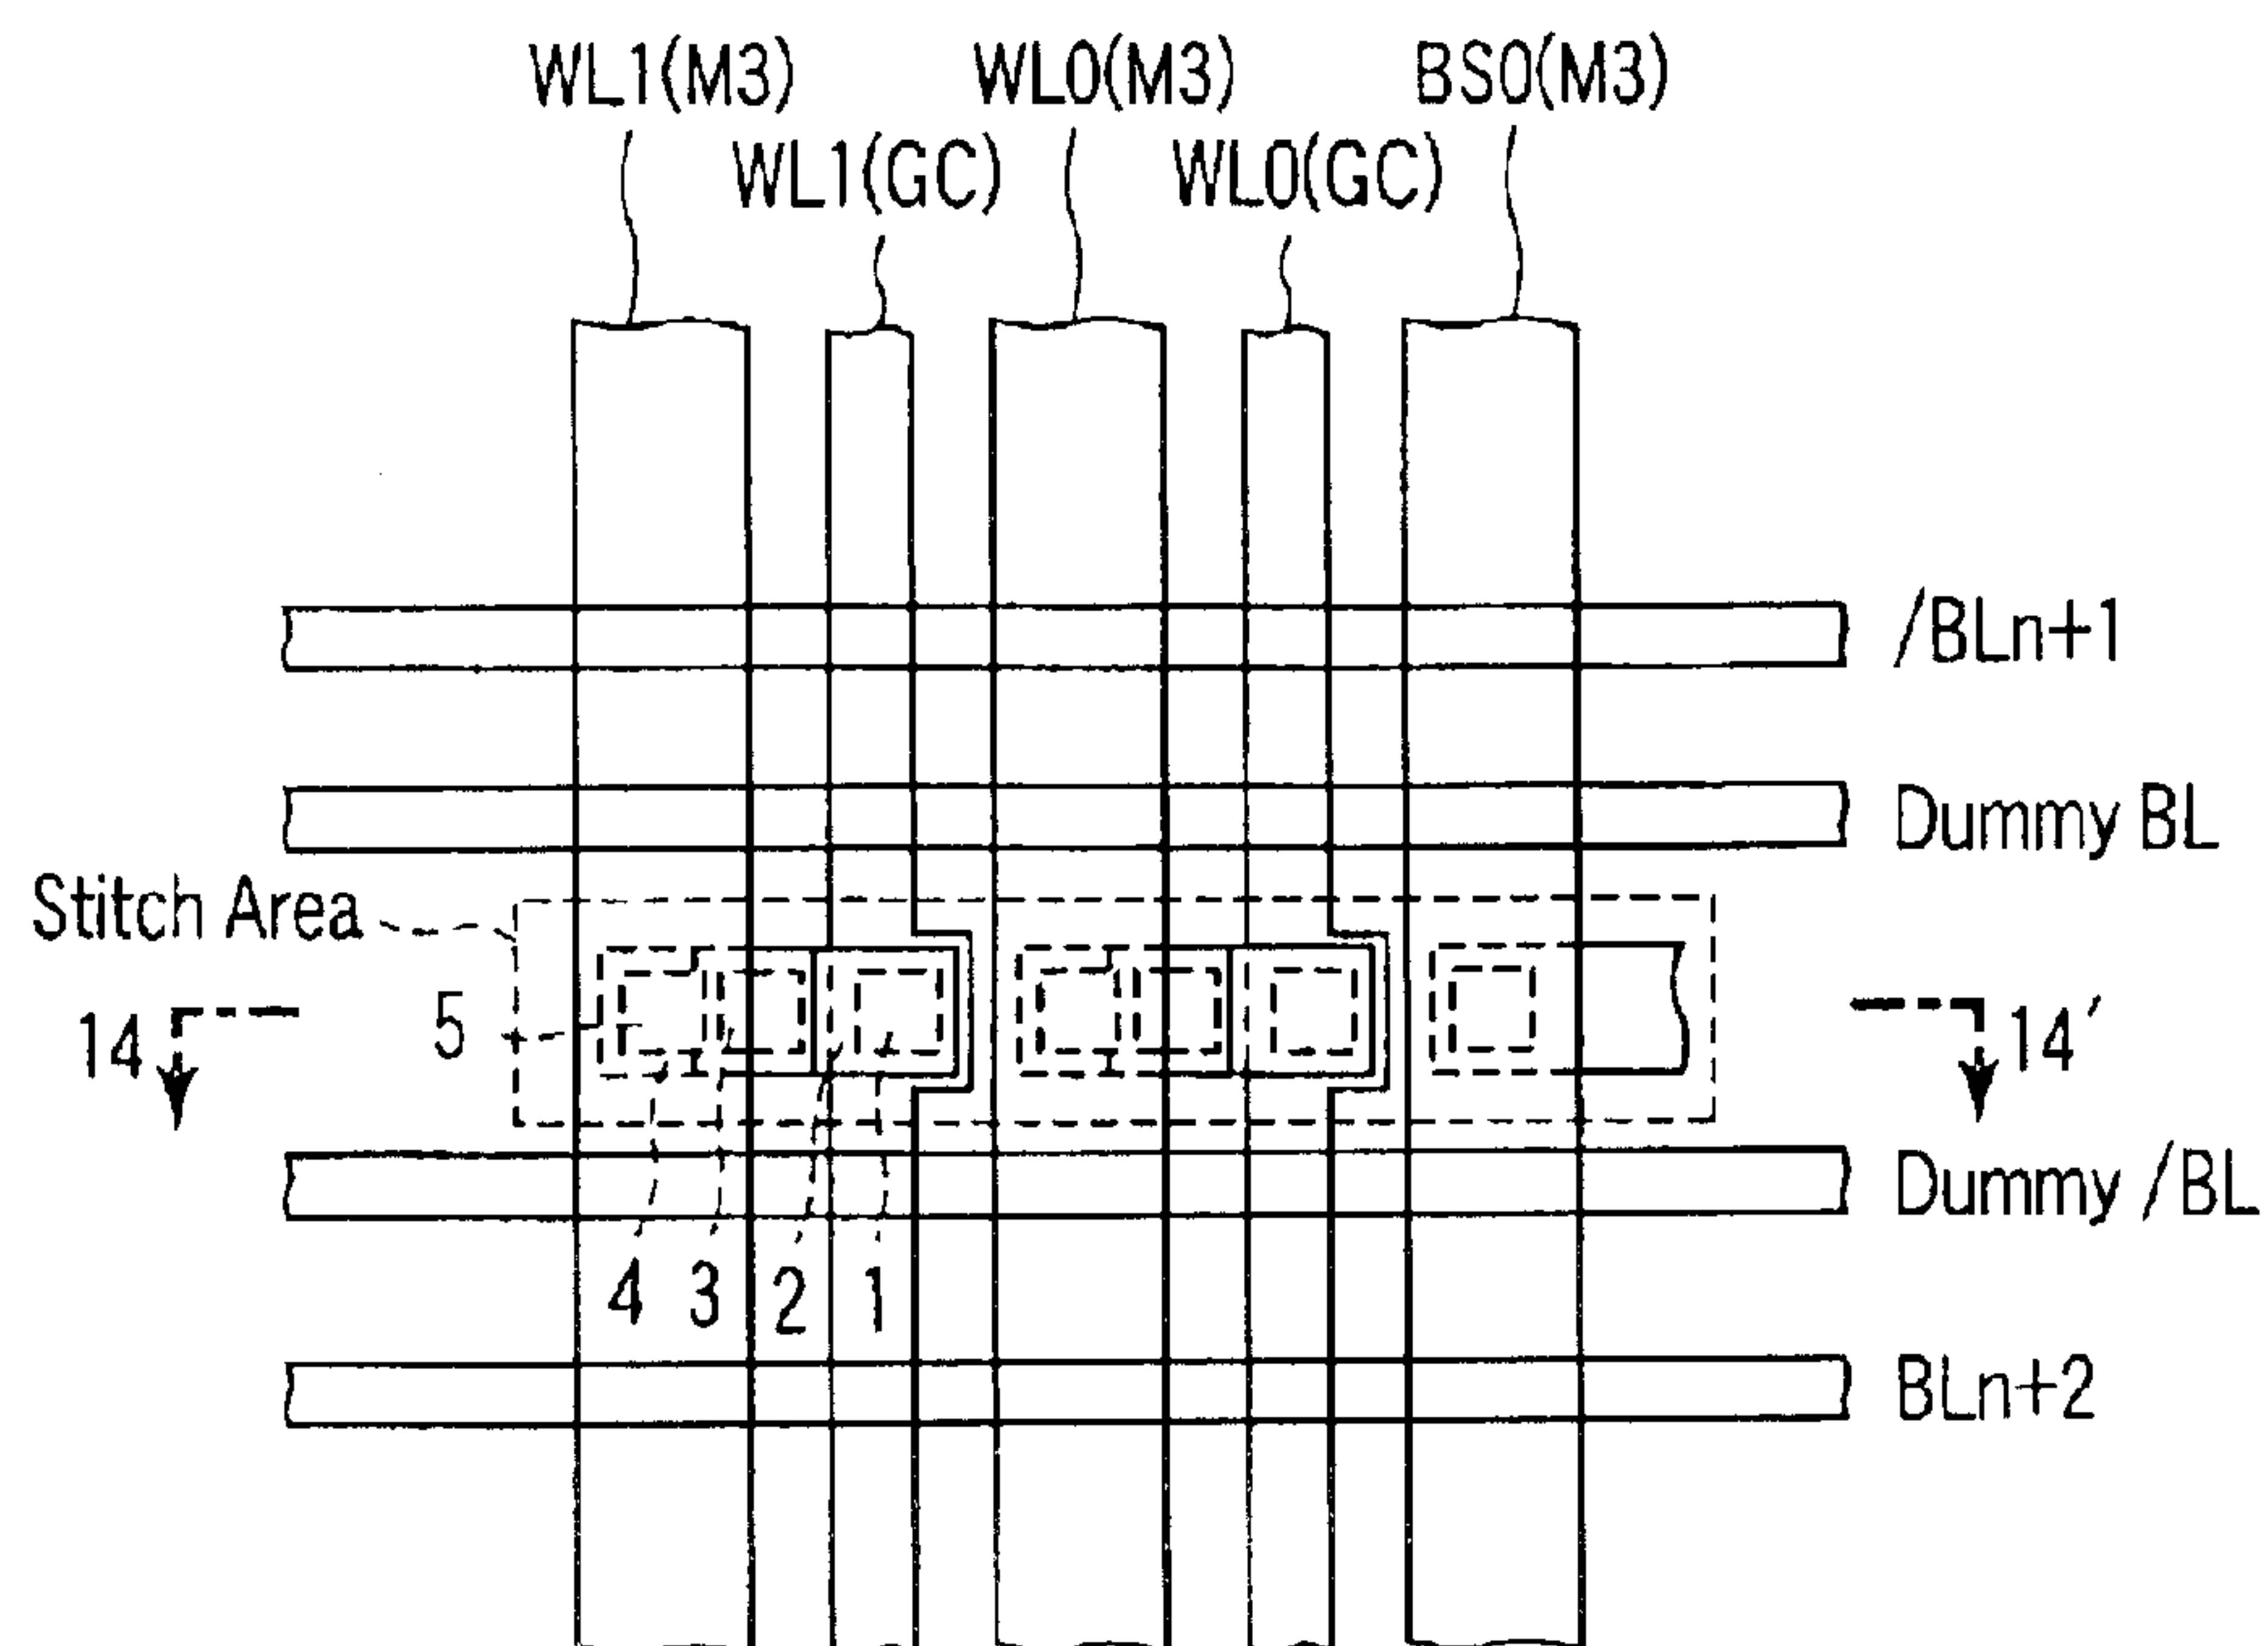 WL1(M3) WL0(M3) BS0(M3)
WL1(GC) WL0(GC)
/BLn+1
Dummy BL
Stitch Area
5
14
14′
Dummy /BL
4 3 2 1
BLn+2